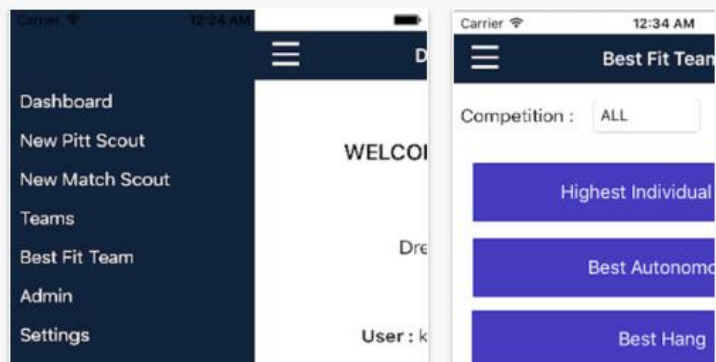 Carrier 12:24 AM
D
Dashboard
New Pitt Scout
New Match Scout
Teams
Best Fit Team
Admin
Settings
WELCOM
Dre
User : k
Carrier 12:34 AM
Best Fit Team
Competition : ALL
Highest Individual
Best Autonomo
Best Hang